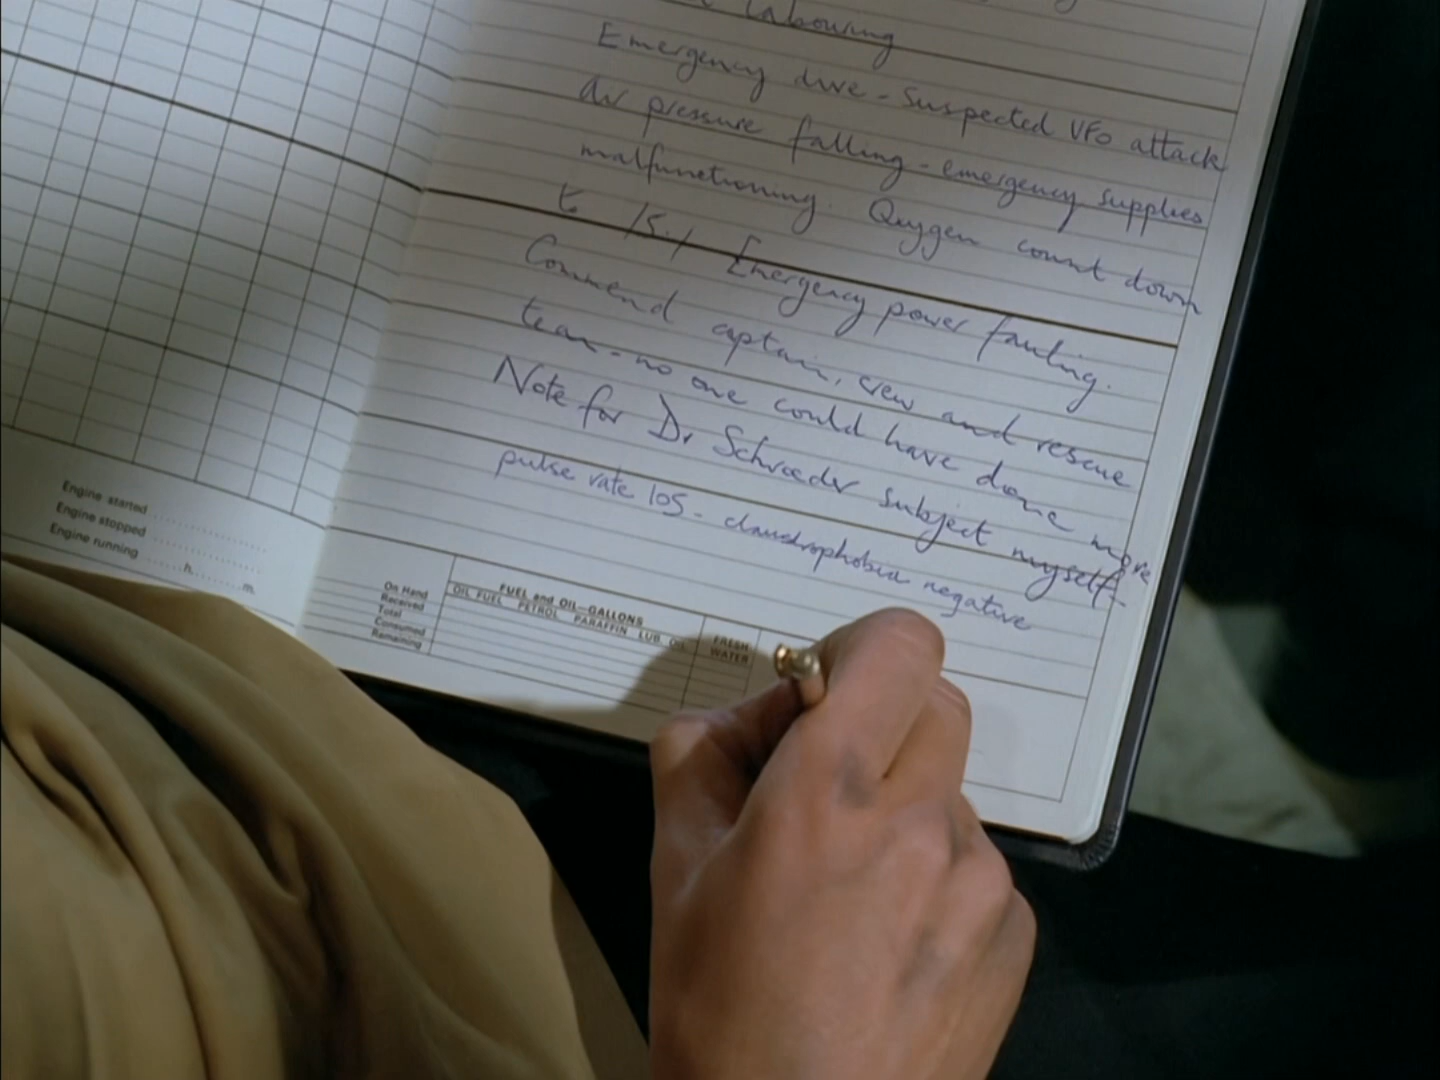 labouring
Emergency dive - suspected UFO attack
Air pressure falling - emergency supplies
malfunctioning. Oxygen count down
to 15./ Emergency power faulting.
Commend captain, crew and rescue
team - no one could have done more
Note for Dr Schroeder subject myself -
pulse rate 105 - claustrophobia negative
Engine started
Engine stopped
Engine running h. m.
FUEL and OIL—GALLONS
OIL FUEL PETROL PARAFFIN LUB. OIL
FRESH WATER
On Hand
Received
Total
Consumed
Remaining